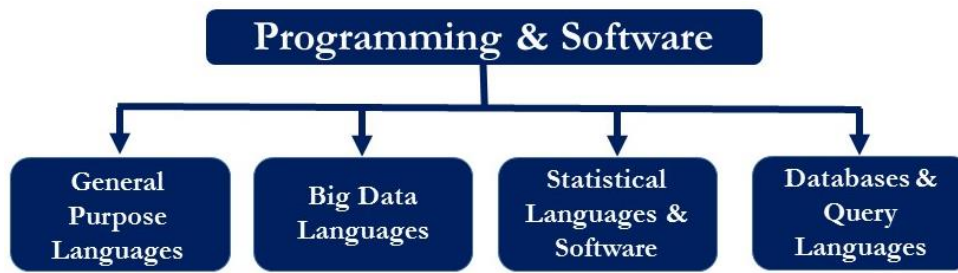 Programming & Software
General
Purpose
Languages
Big Data
Languages
Statistical
Languages &
Software
Databases &
Query
Languages